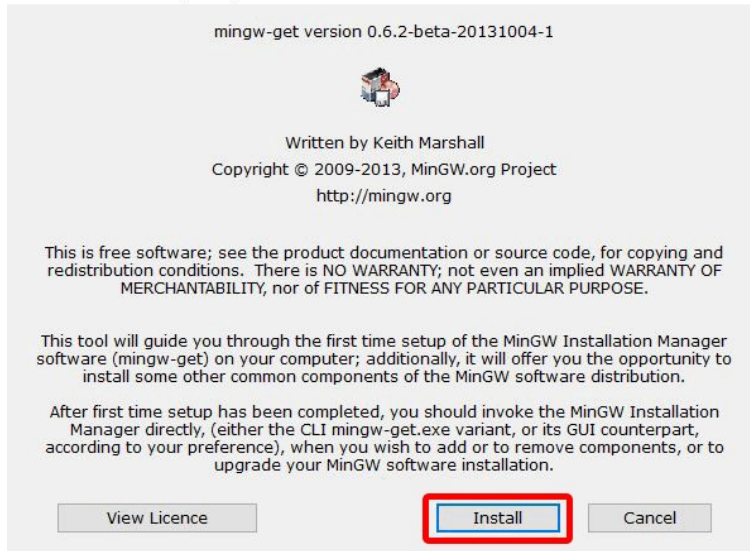 mingw-get version 0.6.2-beta-20131004-1
Written by Keith Marshall
Copyright © 2009-2013, MinGW.org Project
http://mingw.org
This is free software; see the product documentation or source code, for copying and
redistribution conditions.  There is NO WARRANTY; not even an implied WARRANTY OF
MERCHANTABILITY, nor of FITNESS FOR ANY PARTICULAR PURPOSE.
This tool will guide you through the first time setup of the MinGW Installation Manager
software (mingw-get) on your computer; additionally, it will offer you the opportunity to
install some other common components of the MinGW software distribution.
After first time setup has been completed, you should invoke the MinGW Installation
Manager directly, (either the CLI mingw-get.exe variant, or its GUI counterpart,
according to your preference), when you wish to add or to remove components, or to
upgrade your MinGW software installation.
View Licence
Install
Cancel